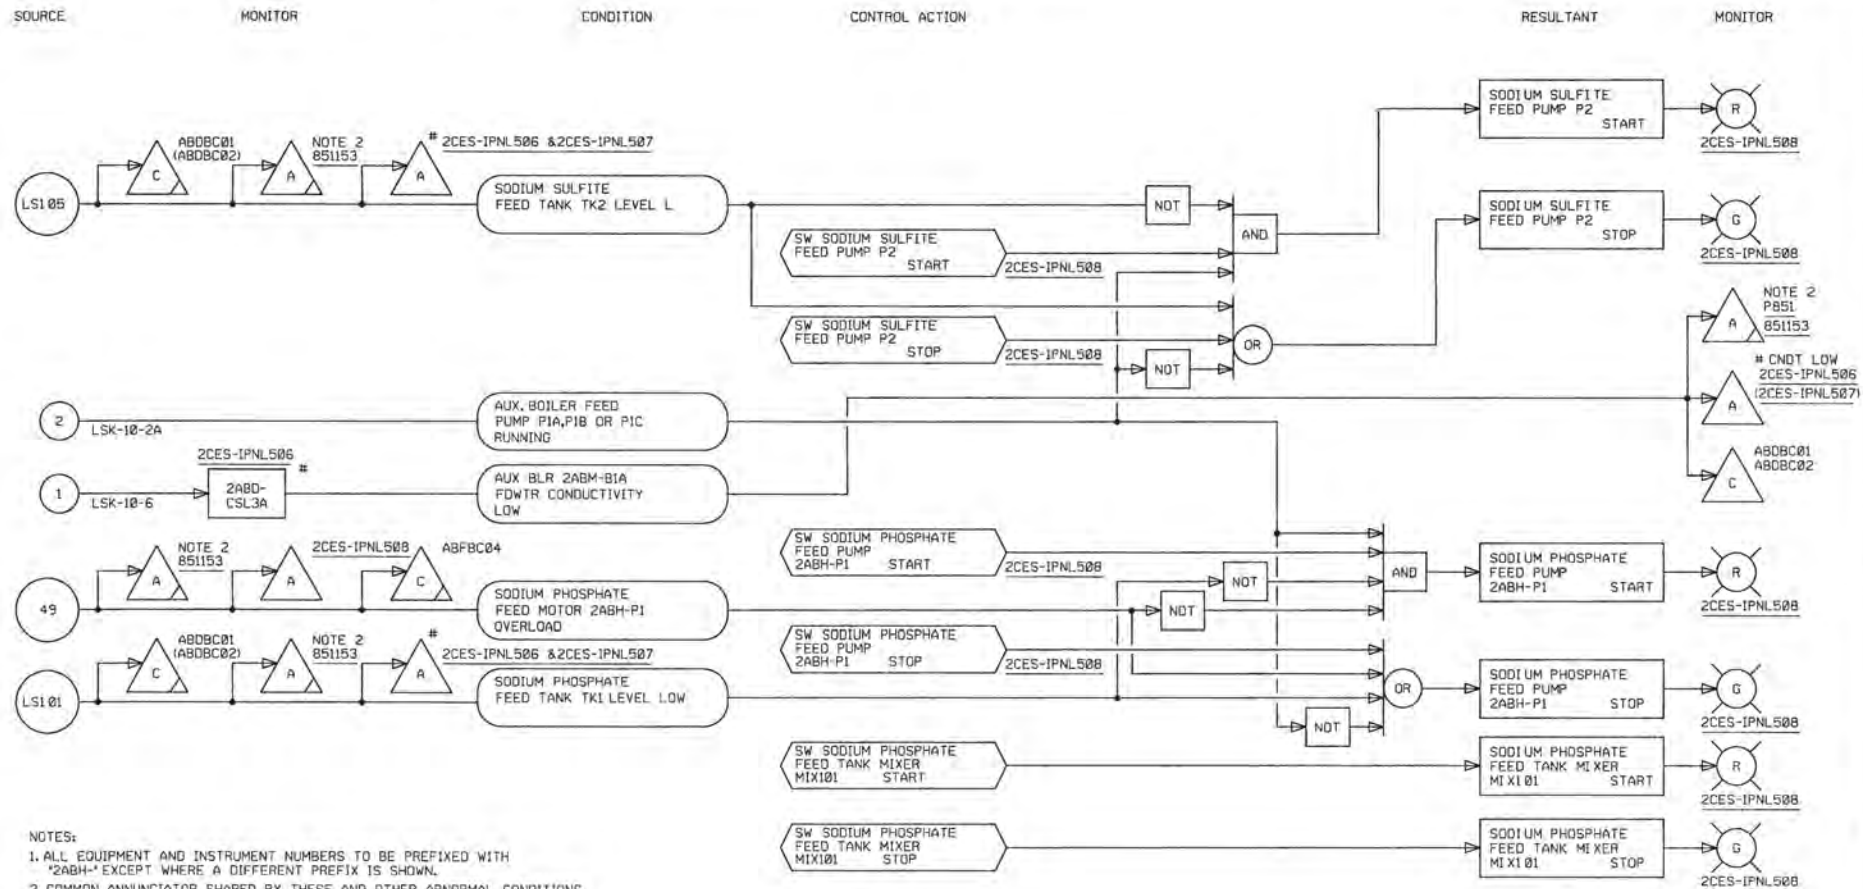 SOURCE MONITOR CONDITION CONTROL ACTION RESULTANT MONITOR
SODIUM SULFITE
FEED PUMP P2
START
R
2CES-IPNL508
ABDBC01
(ABDBC02)
C
NOTE 2
851153
A
# 2CES-IPNL506 &2CES-IPNL507
A
LS105
SODIUM SULFITE
FEED TANK TK2 LEVEL L
NOT
AND
SW SODIUM SULFITE
FEED PUMP P2
START
2CES-IPNL508
SODIUM SULFITE
FEED PUMP P2
STOP
G
2CES-IPNL508
SW SODIUM SULFITE
FEED PUMP P2
STOP
2CES-IPNL508
NOT
OR
NOTE 2
P851
851153
A
# CNDT LOW
2CES-IPNL506
(2CES-IPNL507)
A
ABDBC01
ABDBC02
C
2
LSK-10-2A
AUX. BOILER FEED
PUMP P1A,P1B OR P1C
RUNNING
1
LSK-10-6
2CES-IPNL506
#
2ABD-
CSL3A
AUX BLR 2ABM-B1A
FDWTR CONDUCTIVITY
LOW
49
NOTE 2
851153
A
2CES-IPNL508
A
ABFBC04
C
SODIUM PHOSPHATE
FEED MOTOR 2ABH-P1
OVERLOAD
SW SODIUM PHOSPHATE
FEED PUMP
2ABH-P1 START
2CES-IPNL508
NOT
NOT
AND
SODIUM PHOSPHATE
FEED PUMP
2ABH-P1 START
R
2CES-IPNL508
LS101
ABDBC01
(ABDBC02)
C
NOTE 2
851153
A
#
2CES-IPNL506 &2CES-IPNL507
A
SODIUM PHOSPHATE
FEED TANK TK1 LEVEL LOW
SW SODIUM PHOSPHATE
FEED PUMP
2ABH-P1 STOP
2CES-IPNL508
OR
NOT
SODIUM PHOSPHATE
FEED PUMP
2ABH-P1 STOP
G
2CES-IPNL508
SW SODIUM PHOSPHATE
FEED TANK MIXER
MIX101 START
SODIUM PHOSPHATE
FEED TANK MIXER
MIX101 START
R
2CES-IPNL508
SW SODIUM PHOSPHATE
FEED TANK MIXER
MIX101 STOP
SODIUM PHOSPHATE
FEED TANK MIXER
MIX101 STOP
G
2CES-IPNL508
NOTES:
1. ALL EQUIPMENT AND INSTRUMENT NUMBERS TO BE PREFIXED WITH
"2ABH-" EXCEPT WHERE A DIFFERENT PREFIX IS SHOWN.
2. COMMON ANNUNCIATOR SHARED BY THESE AND OTHER ABNORMAL CONDITIONS